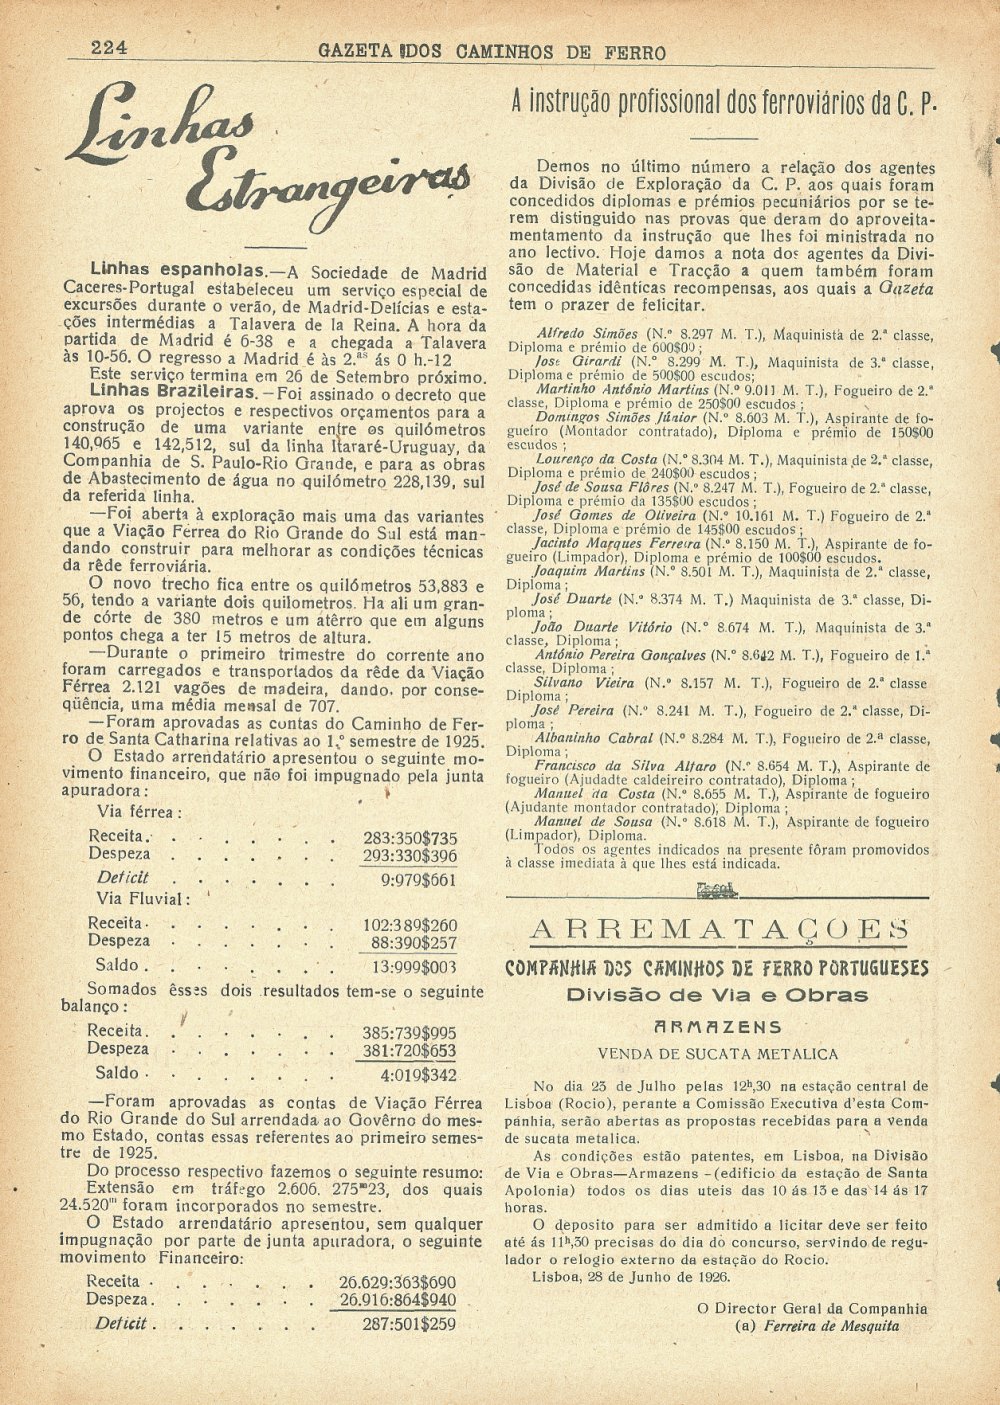 224
GAZETA DOS CAMINHOS DE FERRO
Linhas
Estrangeiras
Linhas espanholas.—A Sociedade de Madrid
Caceres-Portugal estabeleceu um serviço especial de
excursões durante o verão, de Madrid-Delícias e esta-
ções intermédias a Talavera de la Reina. A hora da
partida de Madrid é 6-38 e a chegada a Talavera
às 10-56. O regresso a Madrid é às 2.ªs ás 0 h.-12
Este serviço termina em 26 de Setembro próximo.
Linhas Brazileiras.—Foi assinado o decreto que
aprova os projectos e respectivos orçamentos para a
construção de uma variante entre os quilómetros
140,965 e 142,512, sul da linha Itararé-Uruguay, da
Companhia de S. Paulo-Rio Grande, e para as obras
de Abastecimento de água no quilómetro 228,139, sul
da referida linha.
—Foi aberta à exploração mais uma das variantes
que a Viação Férrea do Rio Grande do Sul está man-
dando construir para melhorar as condições técnicas
da rêde ferroviária.
O novo trecho fica entre os quilómetros 53,883 e
56, tendo a variante dois quilometros. Ha ali um gran-
de córte de 380 metros e um atêrro que em alguns
pontos chega a ter 15 metros de altura.
—Durante o primeiro trimestre do corrente ano
foram carregados e transportados da rêde da Viação
Férrea 2.121 vagões de madeira, dando, por conse-
qüência, uma média mensal de 707.
—Foram aprovadas as contas do Caminho de Fer-
ro de Santa Catharina relativas ao 1.º semestre de 1925.
O Estado arrendatário apresentou o seguinte mo-
vimento financeiro, que não foi impugnado pela junta
apuradora:
Via férrea:
Receita. . . . . . . . 283:350$735
Despeza . . . . . . . 293:330$396
Deficit . . . . . . . 9:979$661
Via Fluvial:
Receita . . . . . . . 102:389$260
Despeza . . . . . . . 88:390$257
Saldo . . . . . . . 13:999$003
Somados êsses dois resultados tem-se o seguinte
balanço:
Receita. . . . . . . . 385:739$995
Despeza . . . . . . . 381:720$653
Saldo . . . . . . . 4:019$342
—Foram aprovadas as contas de Viação Férrea
do Rio Grande do Sul arrendada ao Govêrno do mes-
mo Estado, contas essas referentes ao primeiro semes-
tre de 1925.
Do processo respectivo fazemos o seguinte resumo:
Extensão em tráfego 2.606. 275m23, dos quais
24.520m foram incorporados no semestre.
O Estado arrendatário apresentou, sem qualquer
impugnação por parte de junta apuradora, o seguinte
movimento Financeiro:
Receita . . . . . . . 26.629:363$690
Despeza. . . . . . . 26.916:864$940
Deficit . . . . . . . 287:501$259
A instrução profissional dos ferroviários da C. P.
Demos no último número a relação dos agentes
da Divisão de Exploração da C. P. aos quais foram
concedidos diplomas e prémios pecuniários por se te-
rem distinguido nas provas que deram do aproveita-
mentamento da instrução que lhes foi ministrada no
ano lectivo. Hoje damos a nota dos agentes da Divi-
são de Material e Tracção a quem também foram
concedidas idênticas recompensas, aos quais a Gazeta
tem o prazer de felicitar.
Alfredo Simões (N.º 8.297 M. T.), Maquinista de 2.ª classe,
Diploma e prémio de 600$00;
José Girardi (N.º 8.299 M. T.), Maquinista de 3.ª classe,
Diploma e prémio de 500$00 escudos;
Martinho António Martins (N.º 9.011 M. T.), Fogueiro de 2.ª
classe, Diploma e prémio de 250$00 escudos;
Domingos Simões Júnior (N.º 8.603 M. T.), Aspirante de fo-
gueiro (Montador contratado), Diploma e prémio de 150$00
escudos;
Lourenço da Costa (N.º 8.304 M. T.), Maquinista de 2.ª classe,
Diploma e prémio de 240$00 escudos;
José de Sousa Flôres (N.º 8.247 M. T.), Fogueiro de 2.ª classe,
Diploma e prémio da 135$00 escudos;
José Gomes de Oliveira (N.º 10.161 M. T.) Fogueiro de 2.ª
classe, Diploma e prémio de 145$00 escudos;
Jacinto Marques Ferreira (N.º 8.150 M. T.), Aspirante de fo-
gueiro (Limpador), Diploma e prémio de 100$00 escudos.
Joaquim Martins (N.º 8.501 M. T.), Maquinista de 2.ª classe,
Diploma;
José Duarte (N.º 8.374 M. T.) Maquinista de 3.ª classe, Di-
ploma;
João Duarte Vitório (N.º 8.674 M. T.), Maquinista de 3.ª
classe, Diploma;
António Pereira Gonçalves (N.º 8.642 M. T.), Fogueiro de 1.ª
classe, Diploma;
Silvano Vieira (N.º 8.157 M. T.), Fogueiro de 2.ª classe
Diploma;
José Pereira (N.º 8.241 M. T.), Fogueiro de 2.ª classe, Di-
ploma;
Albaninho Cabral (N.º 8.284 M. T.), Fogueiro de 2.ª classe,
Diploma;
Francisco da Silva Alfaro (N.º 8.654 M. T.), Aspirante de
fogueiro (Ajudadte caldeireiro contratado), Diploma;
Manuel da Costa (N.º 8.655 M. T.), Aspirante de fogueiro
(Ajudante montador contratado), Diploma;
Manuel de Sousa (N.º 8.618 M. T.), Aspirante de fogueiro
(Limpador), Diploma.
Todos os agentes indicados na presente fôram promovidos
à classe imediata à que lhes está indicada.
ARREMATAÇOES
COMPANHIA DOS CAMINHOS DE FERRO PORTUGUESES
Divisão de Via e Obras
ARMAZENS
VENDA DE SUCATA METALICA
No dia 23 de Julho pelas 12h,30 na estação central de
Lisboa (Rocio), perante a Comissão Executiva d'esta Com-
panhia, serão abertas as propostas recebidas para a venda
de sucata metalica.
As condições estão patentes, em Lisboa, na Divisão
de Via e Obras—Armazens -(edificio da estação de Santa
Apolonia) todos os dias uteis das 10 ás 13 e das 14 ás 17
horas.
O deposito para ser admitido a licitar deve ser feito
até ás 11h,30 precisas do dia do concurso, servindo de regu-
lador o relogio externo da estação do Rocio.
Lisboa, 28 de Junho de 1926.
O Director Geral da Companhia
(a) Ferreira de Mesquita